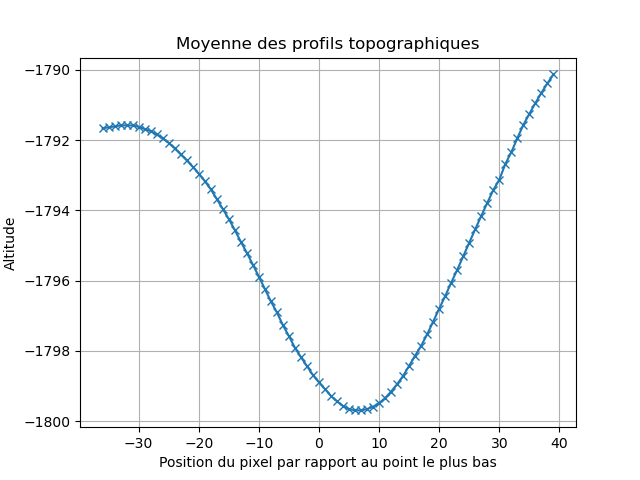 Moyenne des profils topographiques
Altitude
−1790
−1792
−1794
−1796
−1798
−1800
−30 −20 −10 0 10 20 30 40
Position du pixel par rapport au point le plus bas